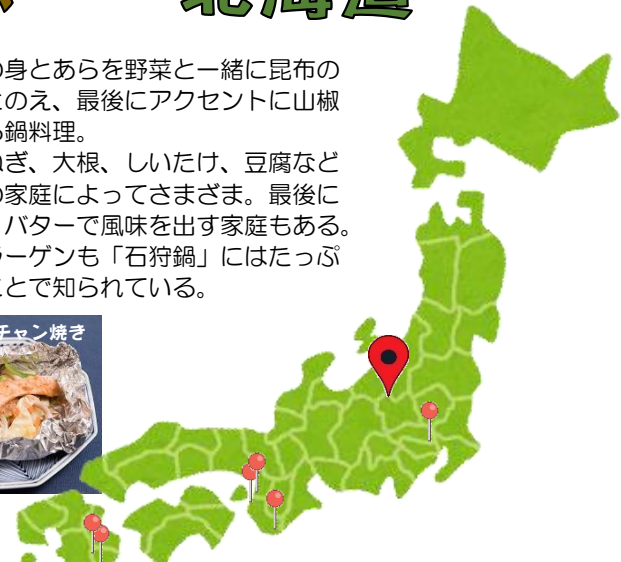 北海道
の身とあらを野菜と一緒に昆布の
とのえ、最後にアクセントに山椒
る鍋料理。
ねぎ、大根、しいたけ、豆腐など
の家庭によってさまざま。最後に
、バターで風味を出す家庭もある。
ラーゲンも「石狩鍋」にはたっぷ
ことで知られている。
チャン焼き